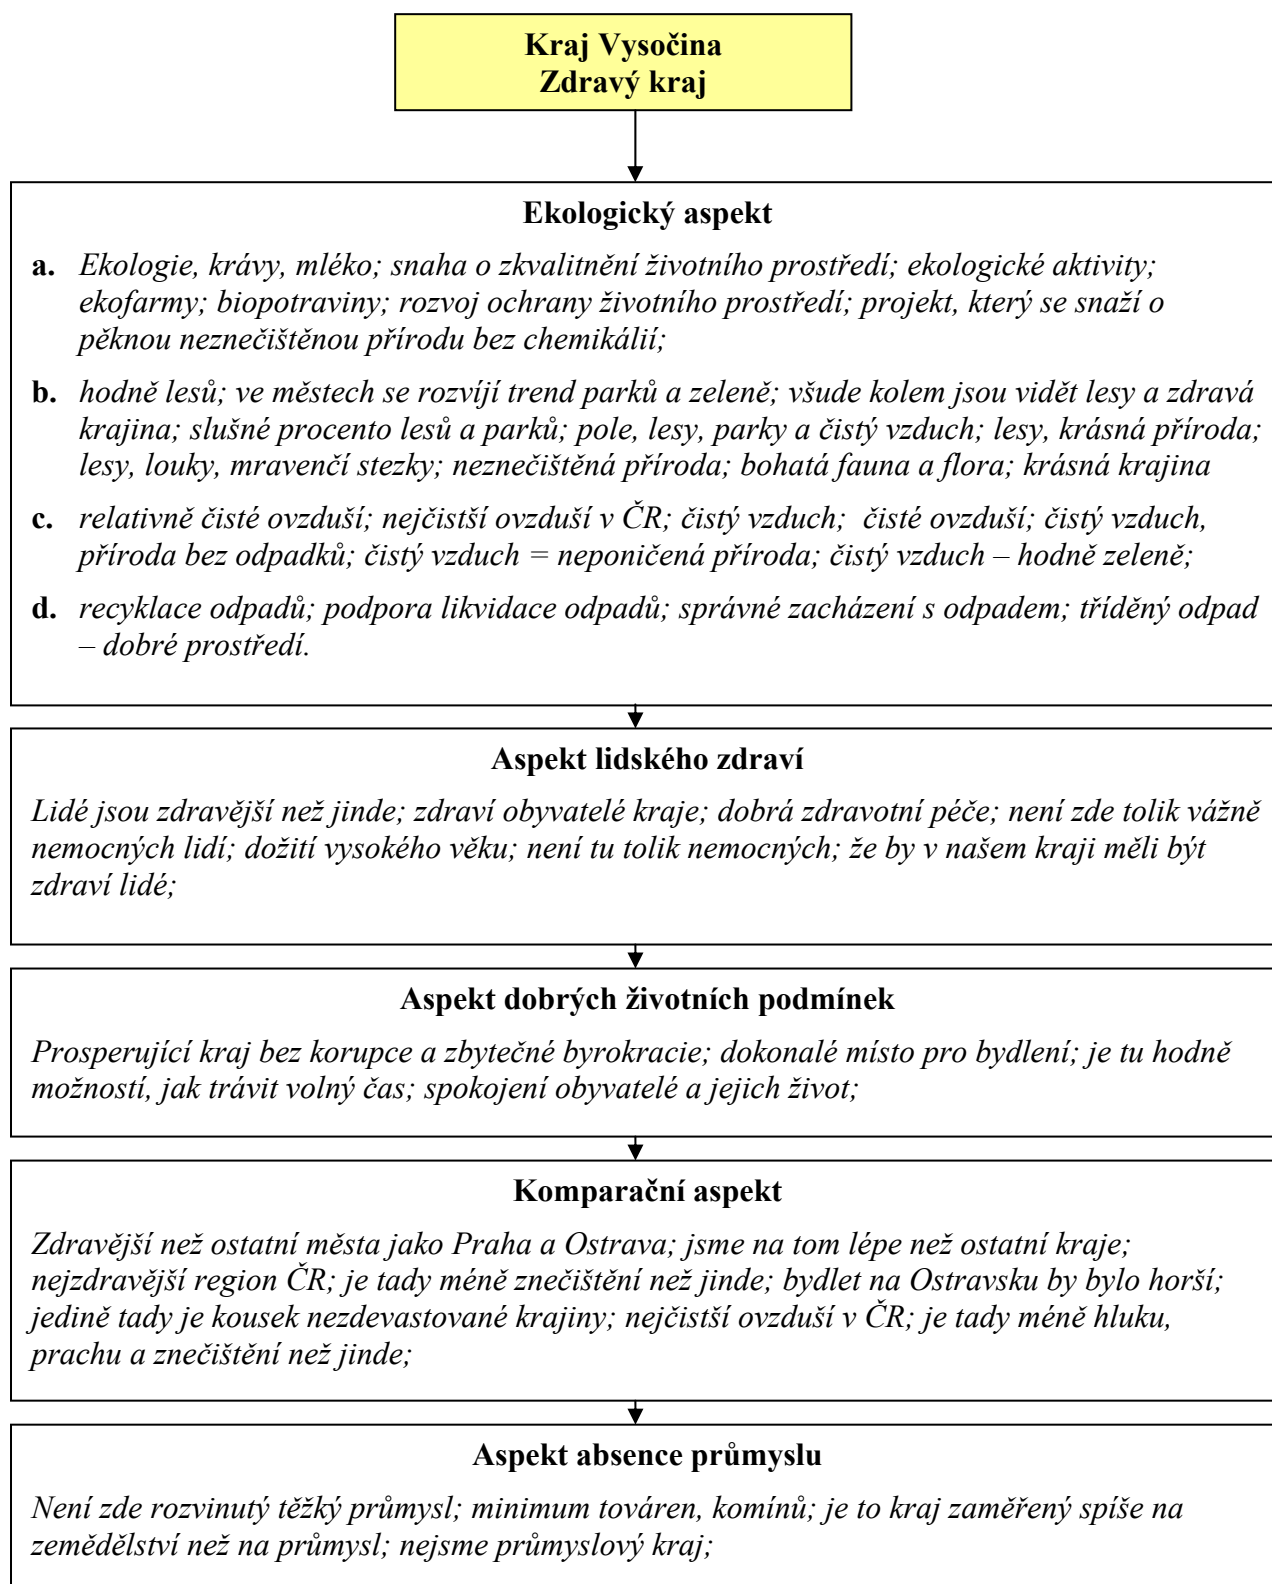 Kraj Vysočina
Zdravý kraj
Ekologický aspekt
a. Ekologie, krávy, mléko; snaha o zkvalitnění životního prostředí; ekologické aktivity;
ekofarmy; biopotraviny; rozvoj ochrany životního prostředí; projekt, který se snaží o
pěknou neznečištěnou přírodu bez chemikálií;
b. hodně lesů; ve městech se rozvíjí trend parků a zeleně; všude kolem jsou vidět lesy a zdravá
krajina; slušné procento lesů a parků; pole, lesy, parky a čistý vzduch; lesy, krásná příroda;
lesy, louky, mravenčí stezky; neznečištěná příroda; bohatá fauna a flora; krásná krajina
c. relativně čisté ovzduší; nejčistší ovzduší v ČR; čistý vzduch; čisté ovzduší; čistý vzduch,
příroda bez odpadků; čistý vzduch = neponičená příroda; čistý vzduch – hodně zeleně;
d. recyklace odpadů; podpora likvidace odpadů; správné zacházení s odpadem; tříděný odpad
– dobré prostředí.
Aspekt lidského zdraví
Lidé jsou zdravější než jinde; zdraví obyvatelé kraje; dobrá zdravotní péče; není zde tolik vážně
nemocných lidí; dožití vysokého věku; není tu tolik nemocných; že by v našem kraji měli být
zdraví lidé;
Aspekt dobrých životních podmínek
Prosperující kraj bez korupce a zbytečné byrokracie; dokonalé místo pro bydlení; je tu hodně
možností, jak trávit volný čas; spokojení obyvatelé a jejich život;
Komparační aspekt
Zdravější než ostatní města jako Praha a Ostrava; jsme na tom lépe než ostatní kraje;
nejzdravější region ČR; je tady méně znečištění než jinde; bydlet na Ostravsku by bylo horší;
jedině tady je kousek nezdevastované krajiny; nejčistší ovzduší v ČR; je tady méně hluku,
prachu a znečištění než jinde;
Aspekt absence průmyslu
Není zde rozvinutý těžký průmysl; minimum továren, komínů; je to kraj zaměřený spíše na
zemědělství než na průmysl; nejsme průmyslový kraj;